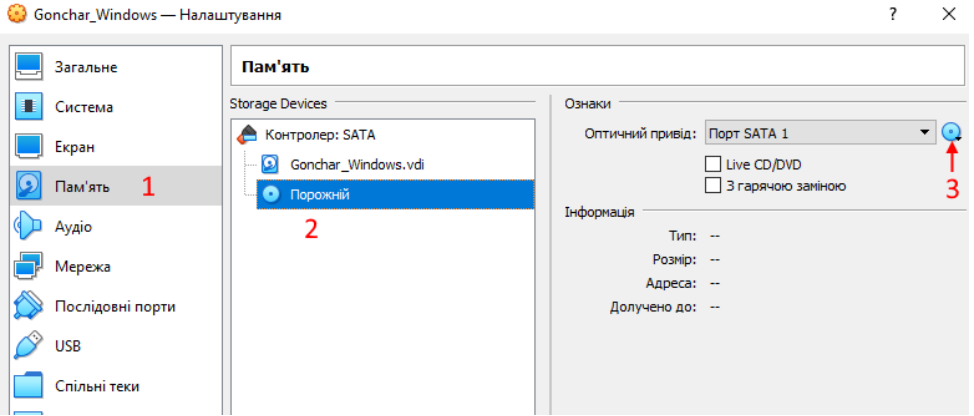 Gonchar_Windows — Налаштування
? ×
Загальне
Система
Екран
Пам'ять 1
Аудіо
Мережа
Послідовні порти
USB
Спільні теки
Пам'ять
Storage Devices
Контролер: SATA
Gonchar_Windows.vdi
Порожній
2
Ознаки
Оптичний привід: Порт SATA 1
Live CD/DVD
З гарячою заміною
3
Інформація
Тип: --
Розмір: --
Адреса: --
Долучено до: --